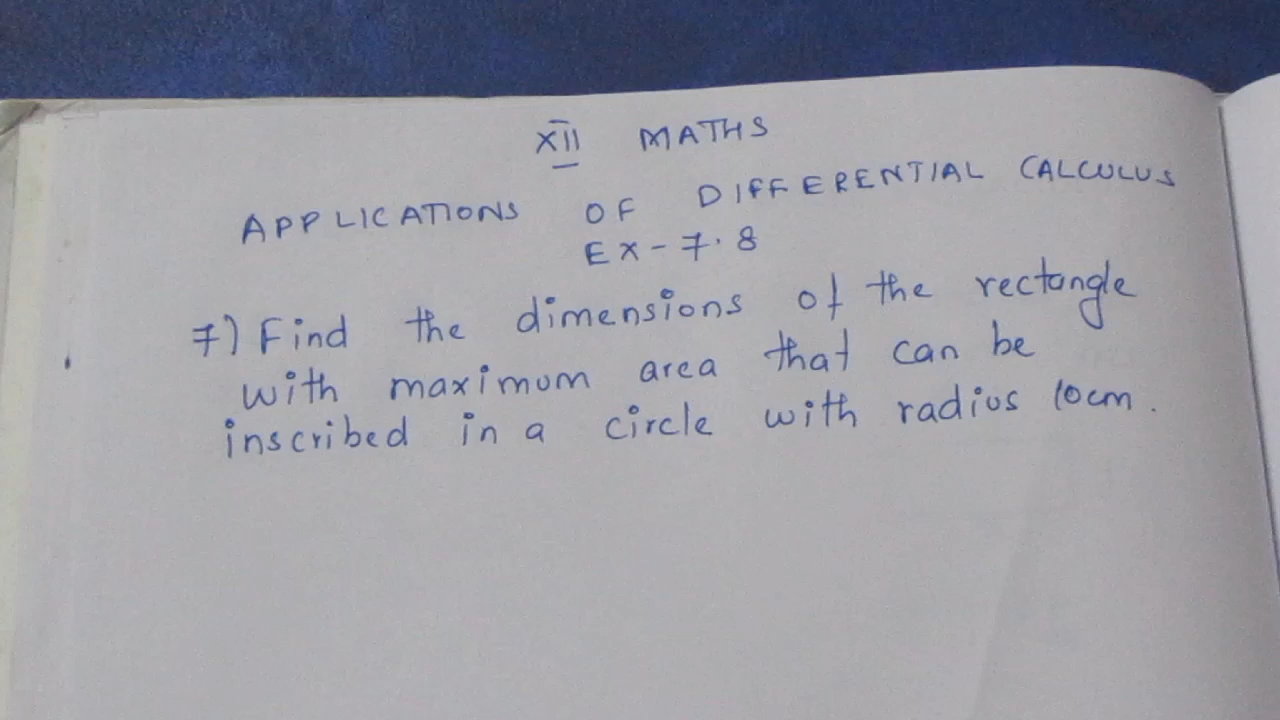 XII MATHS
APPLICATIONS OF DIFFERENTIAL CALCULUS
EX-7.8
7) Find the dimensions of the rectangle
with maximum area that can be
inscribed in a circle with radius 10cm.